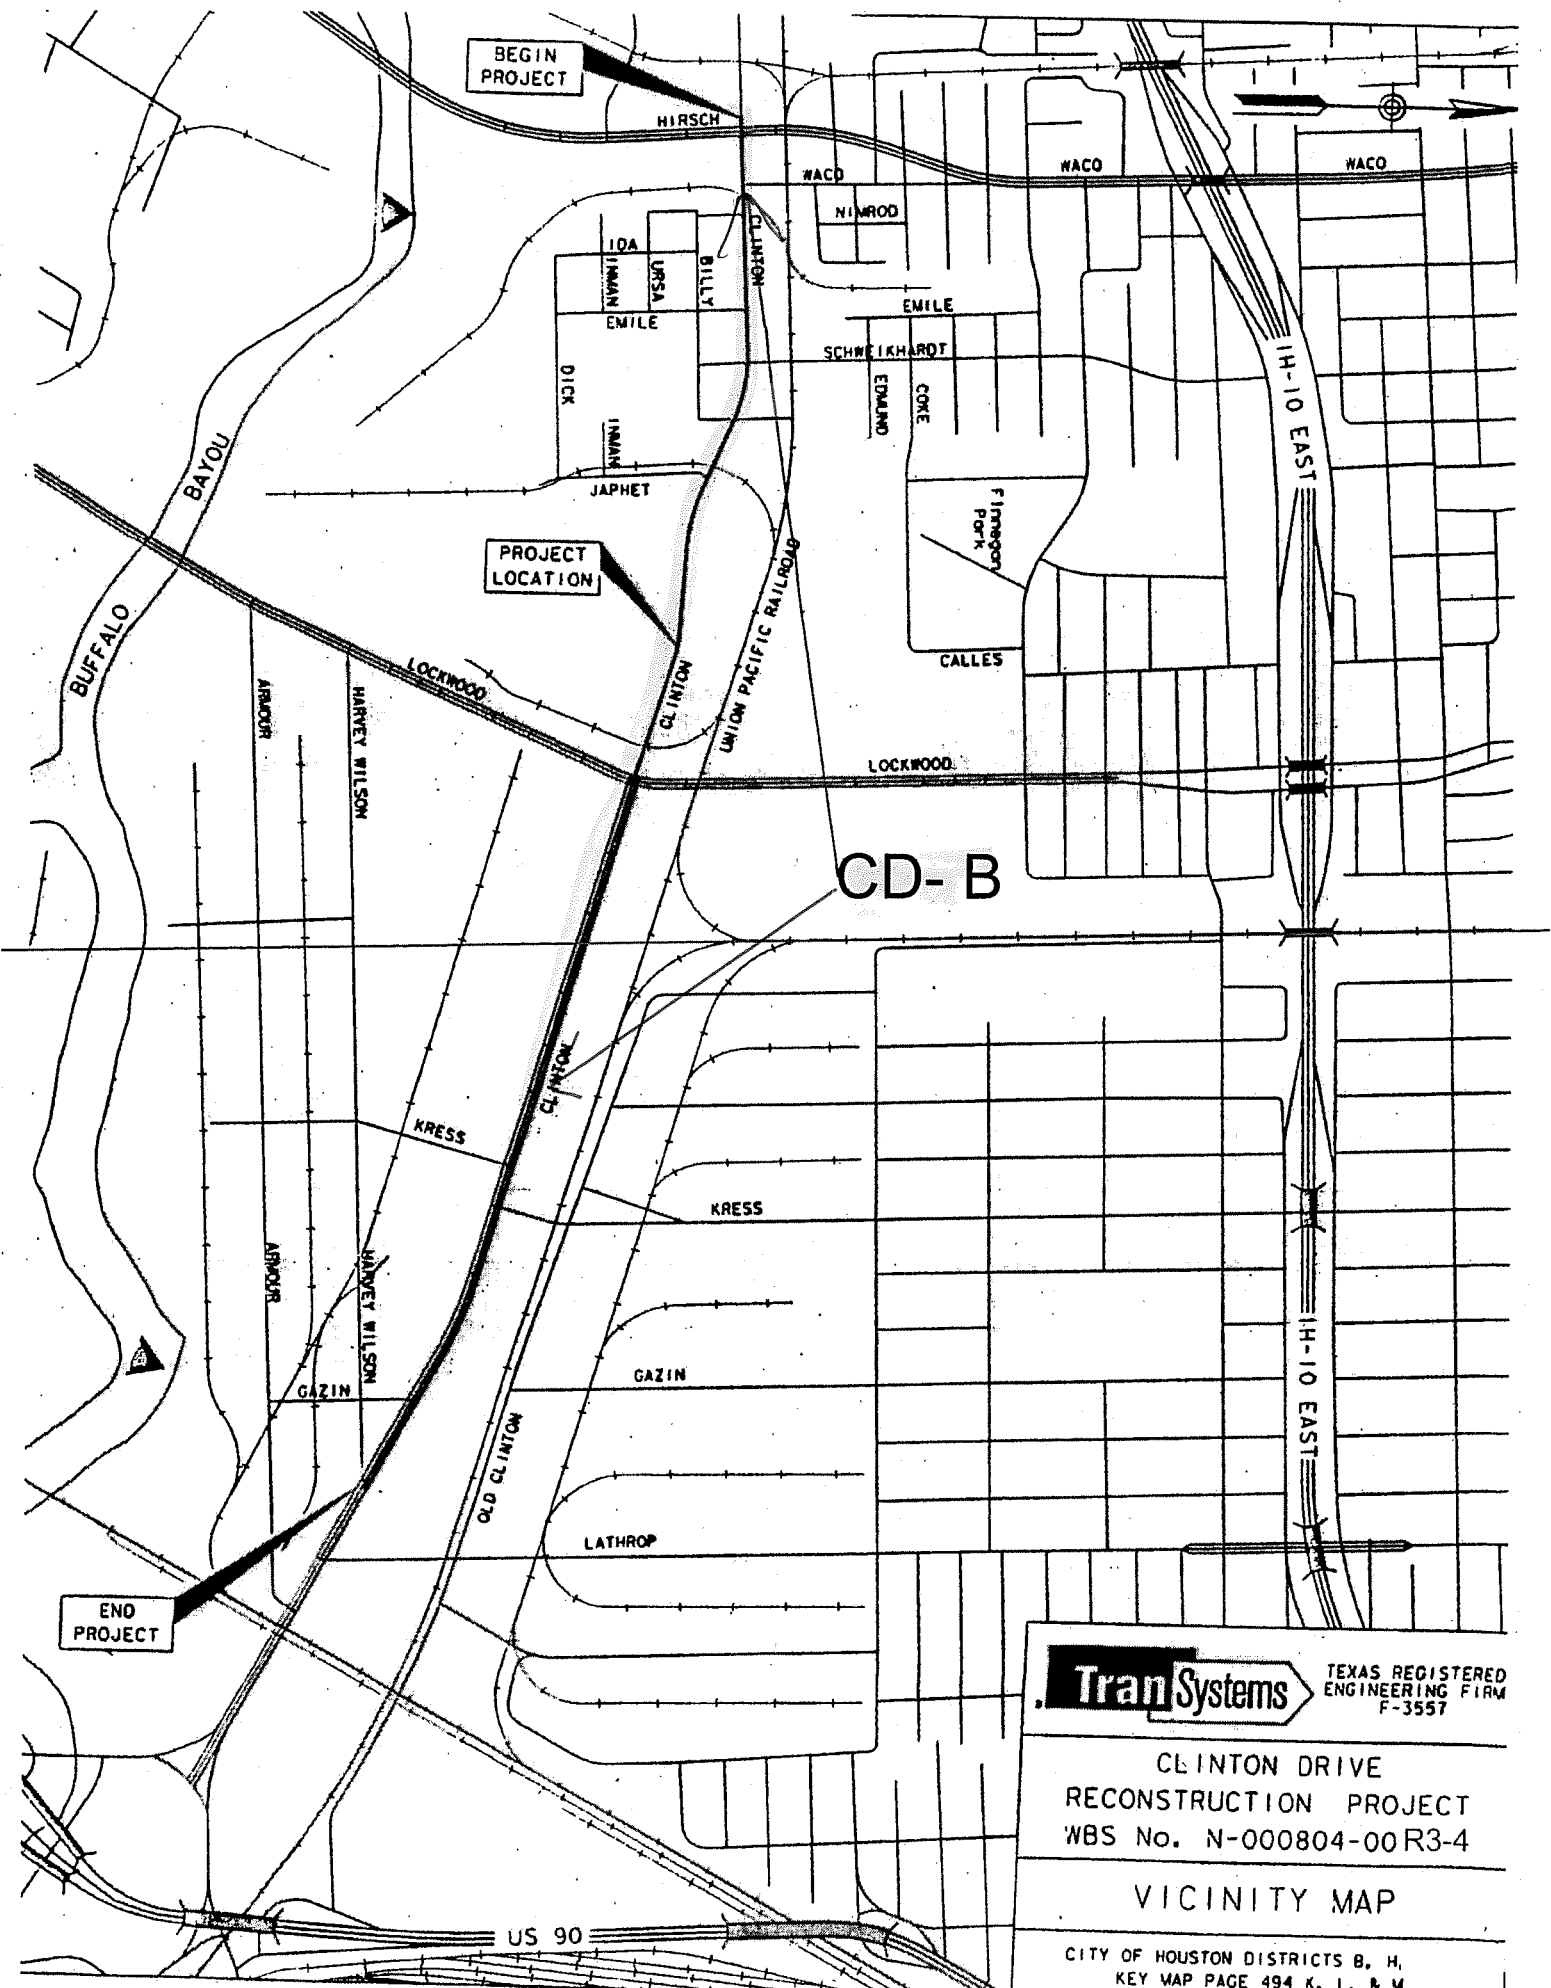 BEGIN
PROJECT
HIRSCH
WACO
WACO
WACO
NIMROD
CLINTON
IDA
INMAN
URSA
BILLY
EMILE
EMILE
SCHWEIKHARDT
IH-10 EAST
DICK
EDMUND
COKE
INMAN
BAYOU
JAPHET
Finnegan
Park
PROJECT
LOCATION
UNION PACIFIC RAILROAD
BUFFALO
CALLES
LOCKWOOD
CLINTON
ARMOUR
HARVEY WILSON
LOCKWOOD
CD- B
CLINTON
KRESS
KRESS
ARMOUR
HARVEY WILSON
IH-10 EAST
GAZIN
GAZIN
OLD CLINTON
LATHROP
END
PROJECT
TranSystems
TEXAS REGISTERED
ENGINEERING FIRM
F-3557
CLINTON DRIVE
RECONSTRUCTION PROJECT
WBS No. N-000804-00R3-4
VICINITY MAP
US 90
CITY OF HOUSTON DISTRICTS B, H,
KEY MAP PAGE 494 K, L, & M